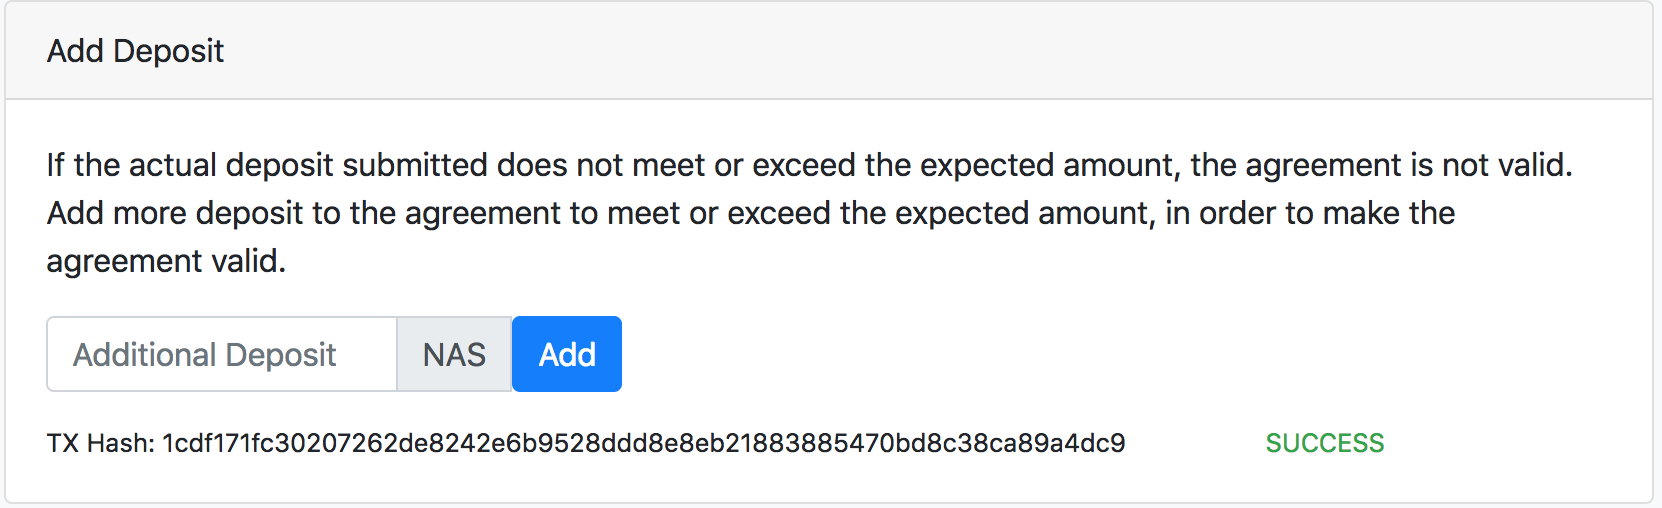 Add Deposit
If the actual deposit submitted does not meet or exceed the expected amount, the agreement is not valid.
Add more deposit to the agreement to meet or exceed the expected amount, in order to make the
agreement valid.
Additional Deposit NAS Add
TX Hash: 1cdf171fc30207262de8242e6b9528ddd8e8eb21883885470bd8c38ca89a4dc9 SUCCESS